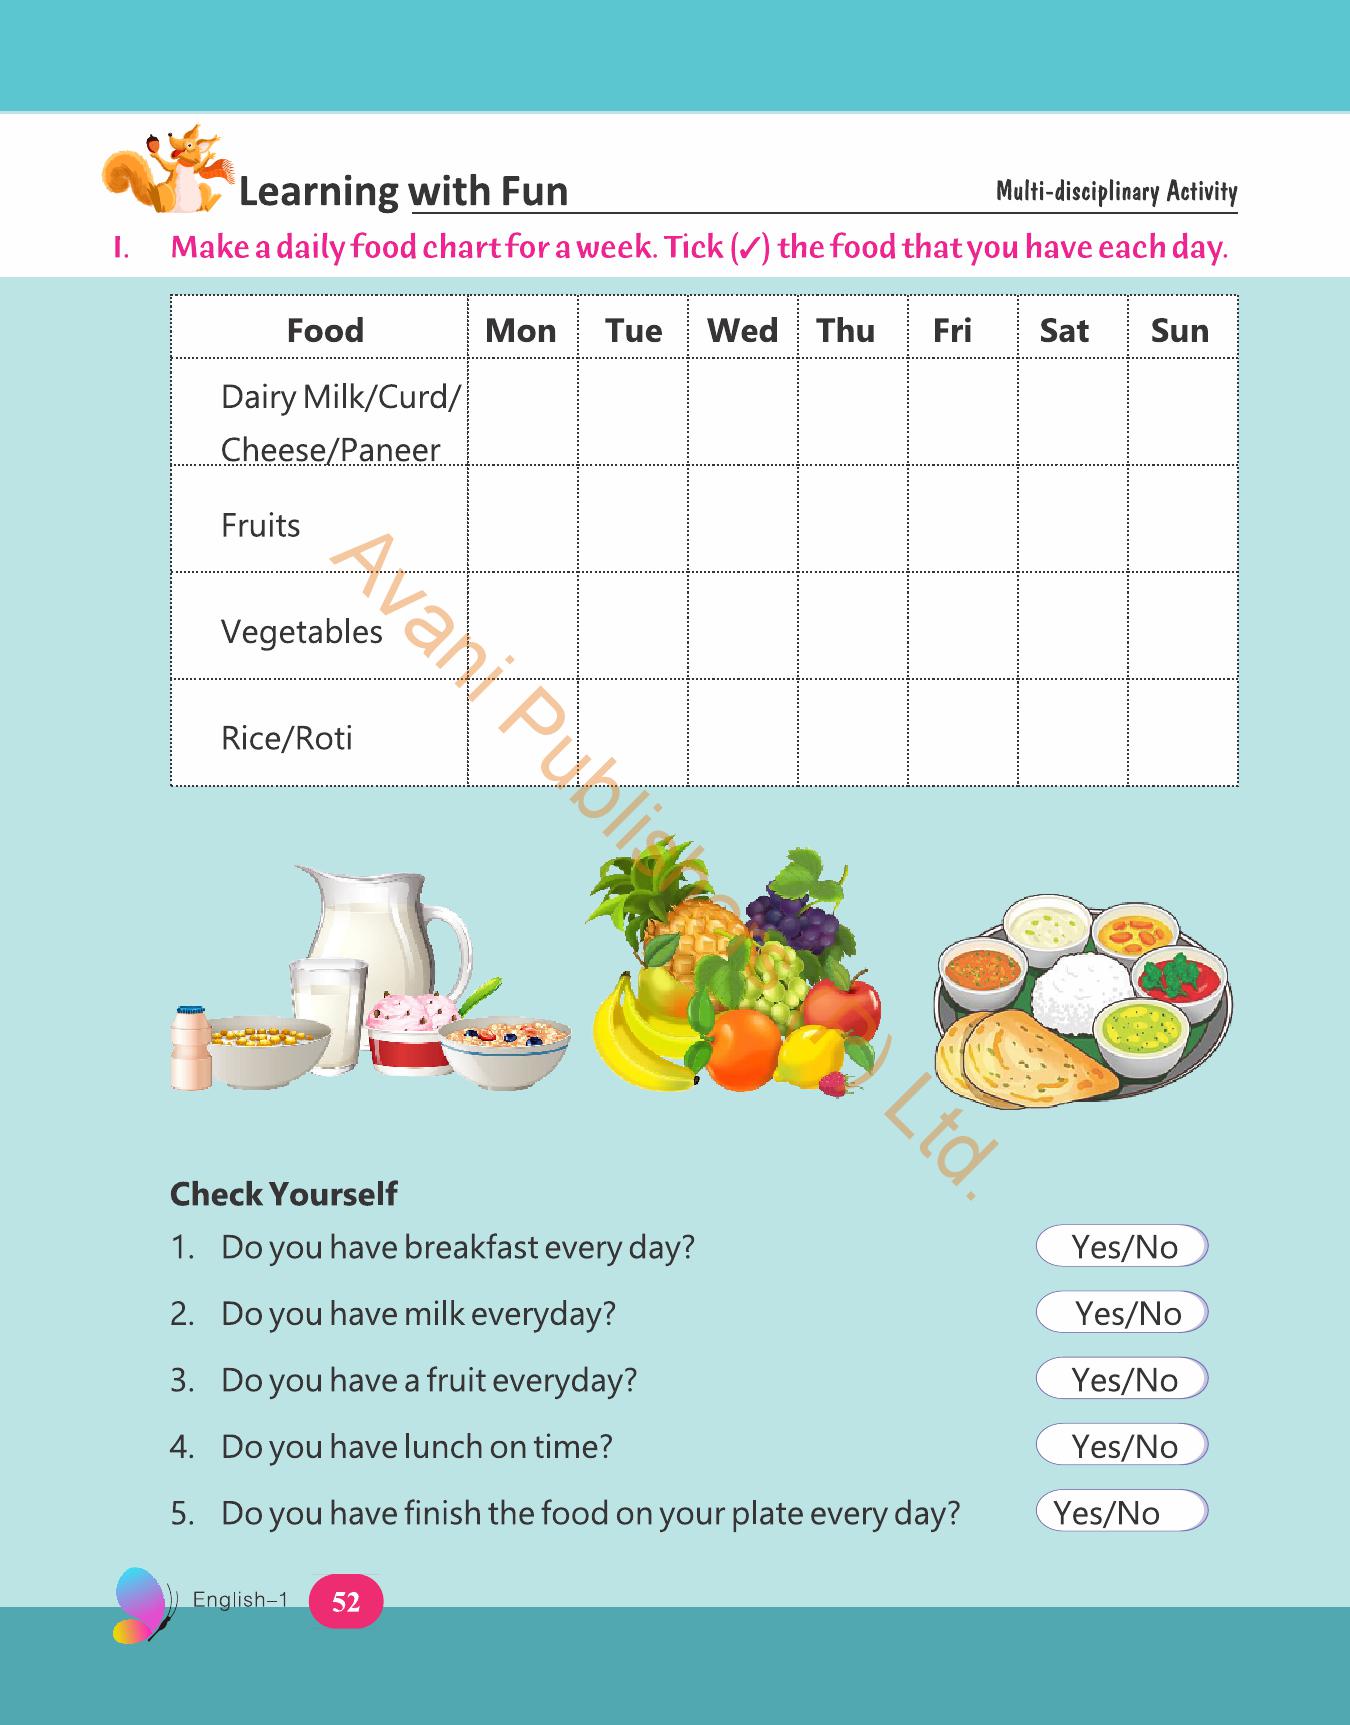 Learning with Fun
Multi-disciplinary Activity
I. Make a daily food chart for a week. Tick (✓) the food that you have each day.
Food Mon Tue Wed Thu Fri Sat Sun
Dairy Milk/Curd/
Cheese/Paneer
Fruits
Vegetables
Rice/Roti
Avani Publishers (P) Ltd.
Check Yourself
1. Do you have breakfast every day? Yes/No
2. Do you have milk everyday? Yes/No
3. Do you have a fruit everyday? Yes/No
4. Do you have lunch on time? Yes/No
5. Do you have finish the food on your plate every day? Yes/No
English–1 52